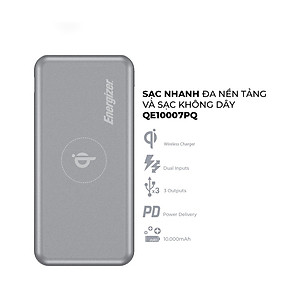 Energizer
SẠC NHANH ĐA NỀN TẢNG
VÀ SẠC KHÔNG DÂY
QE10007PQ
Wireless Charger
Dual Inputs
3
3 Outputs
PD
Power Delivery
10.000mAh